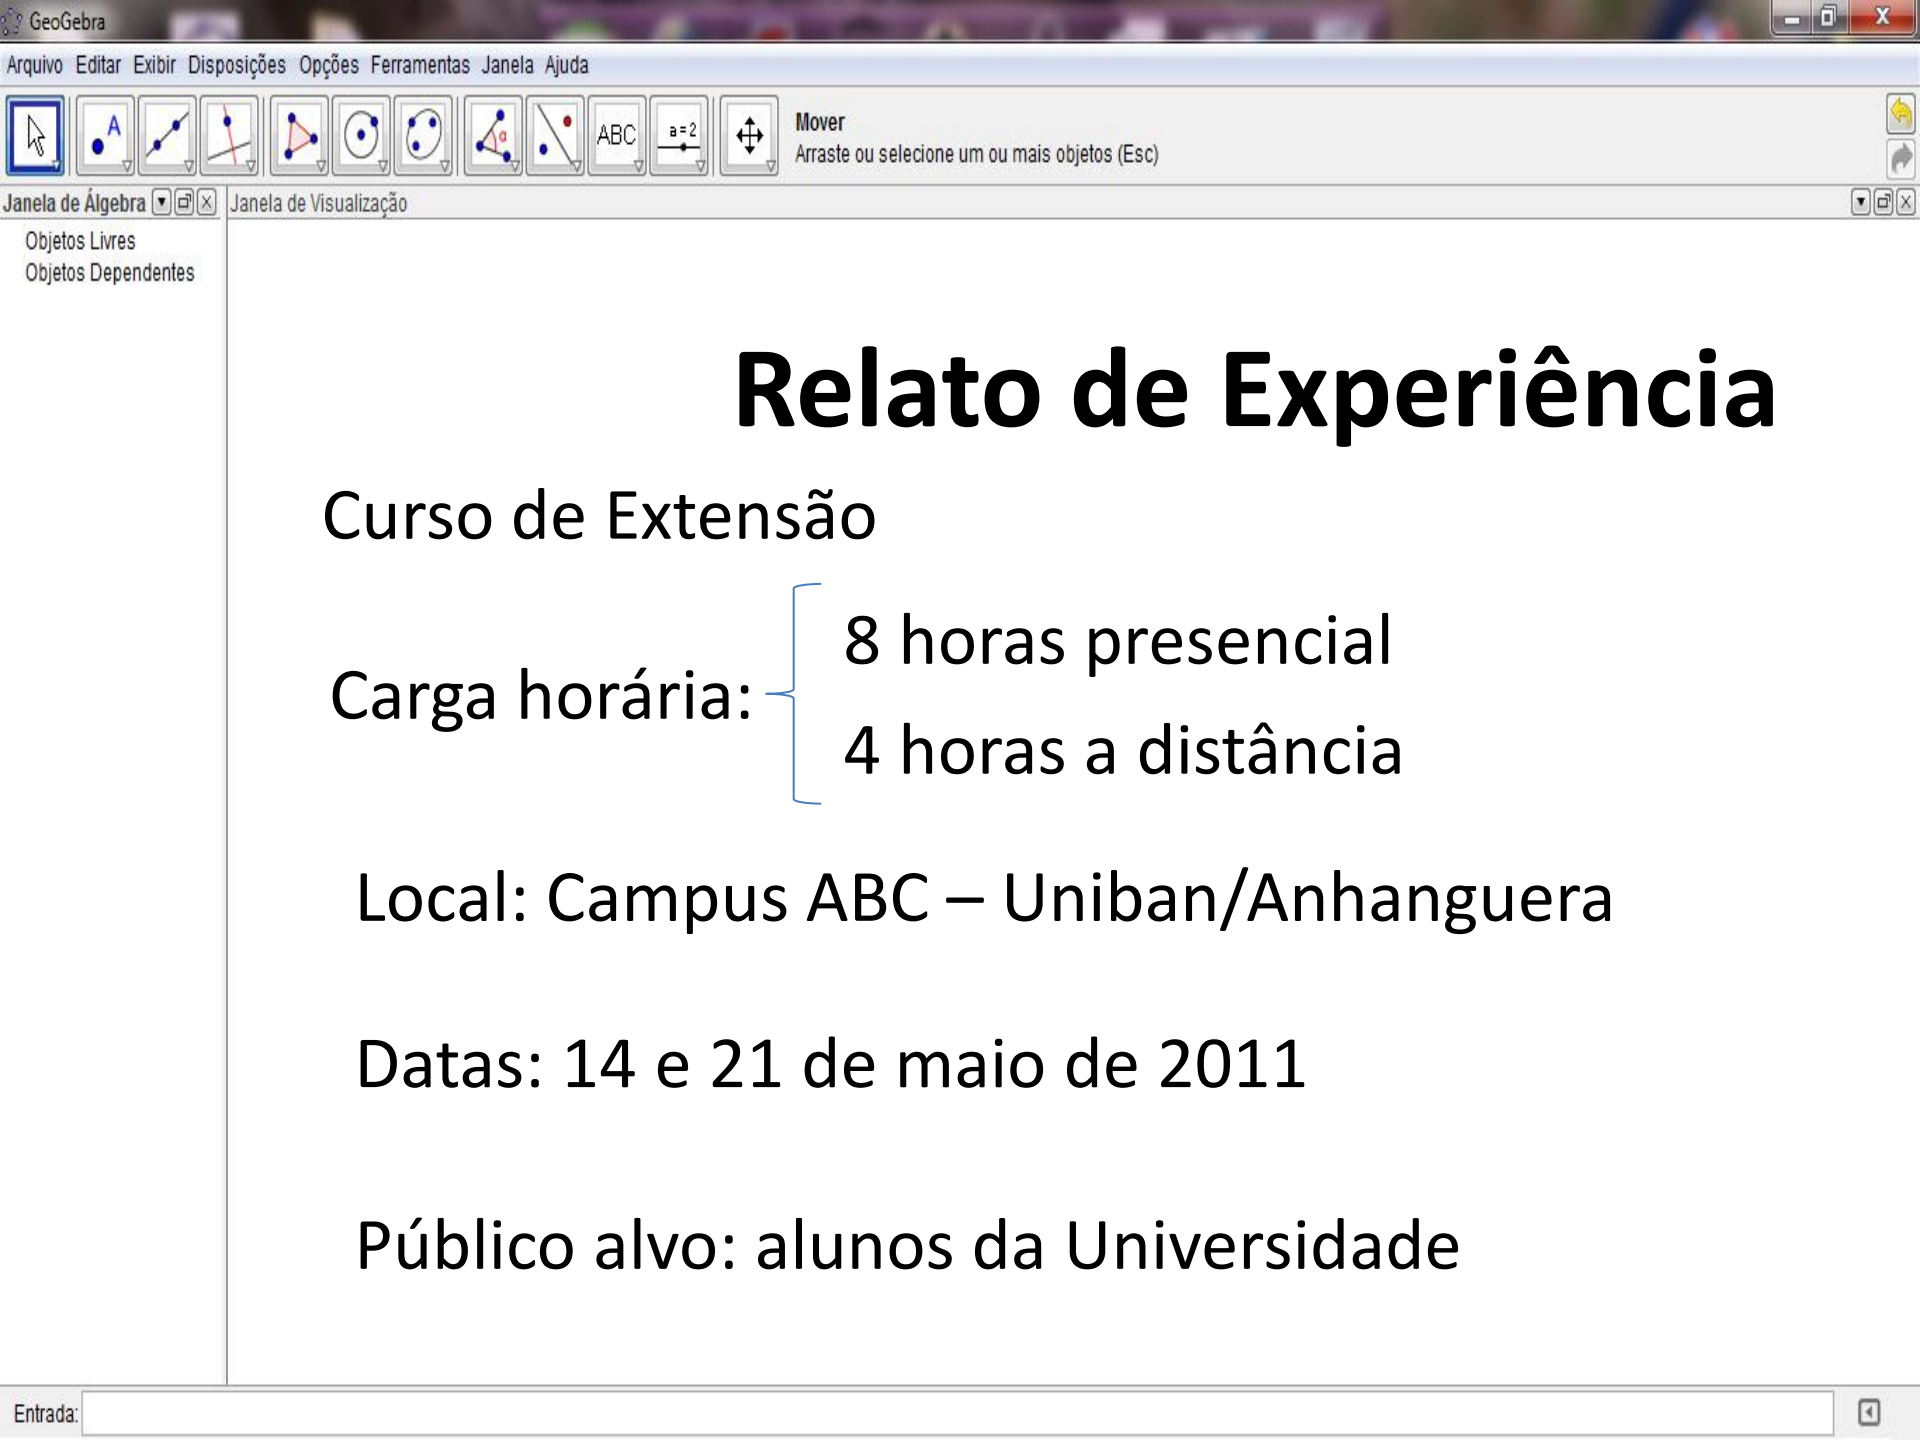 GeoGebra
Arquivo Editar Exibir Disposições Opções Ferramentas Janela Ajuda
A
α
ABC
a=2
Mover
Arraste ou selecione um ou mais objetos (Esc)
Janela de Álgebra
Janela de Visualização
Objetos Livres
Objetos Dependentes
Relato de Experiência
Curso de Extensão
8 horas presencial
Carga horária:
4 horas a distância
Local: Campus ABC – Uniban/Anhanguera
Datas: 14 e 21 de maio de 2011
Público alvo: alunos da Universidade
Entrada: